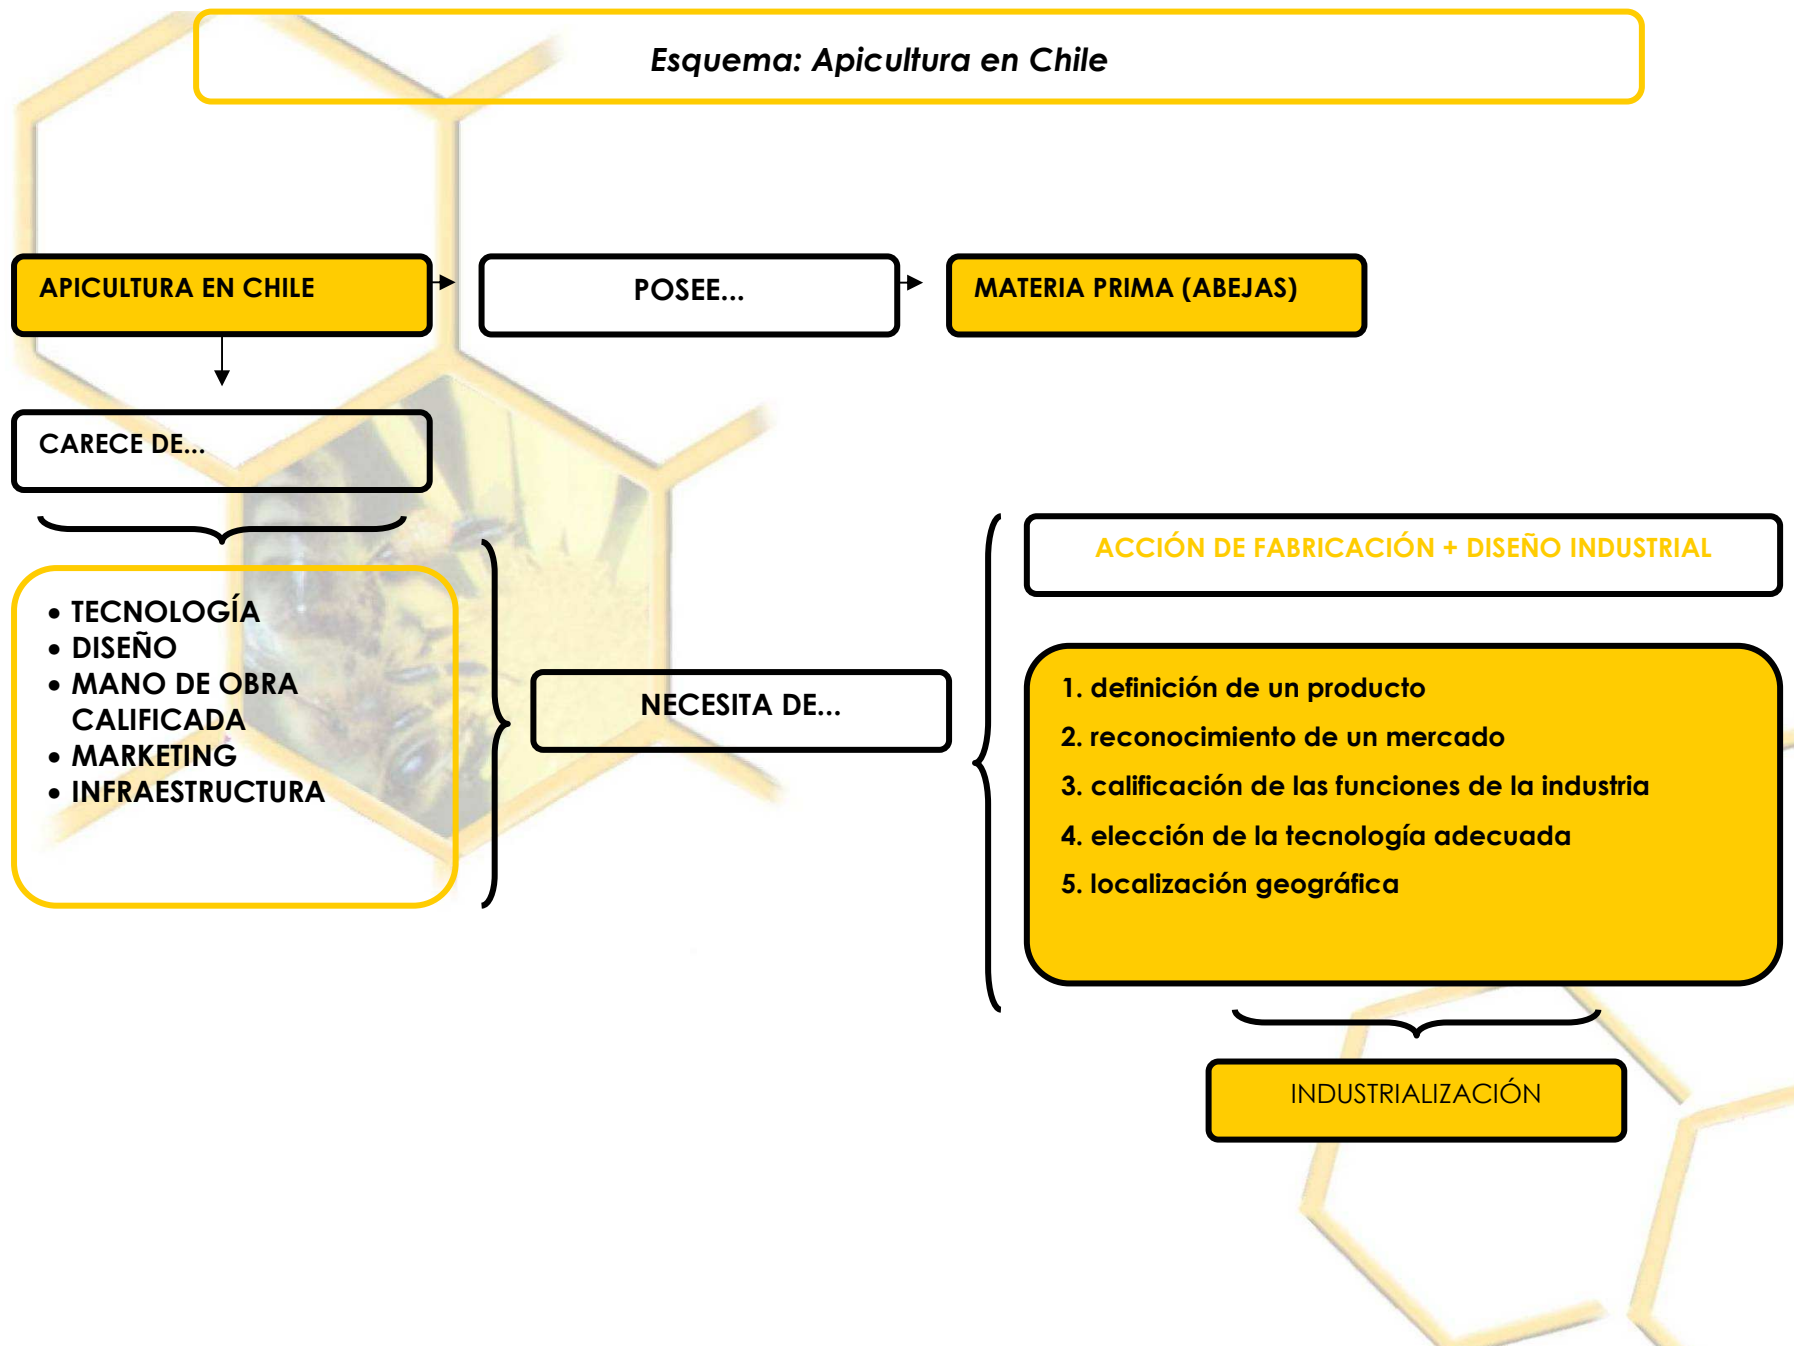 Esquema: Apicultura en Chile
APICULTURA EN CHILE
POSEE...
MATERIA PRIMA (ABEJAS)
CARECE DE...
• TECNOLOGÍA
• DISEÑO
• MANO DE OBRA
CALIFICADA
• MARKETING
• INFRAESTRUCTURA
NECESITA DE...
ACCIÓN DE FABRICACIÓN + DISEÑO INDUSTRIAL
1. definición de un producto
2. reconocimiento de un mercado
3. calificación de las funciones de la industria
4. elección de la tecnología adecuada
5. localización geográfica
INDUSTRIALIZACIÓN